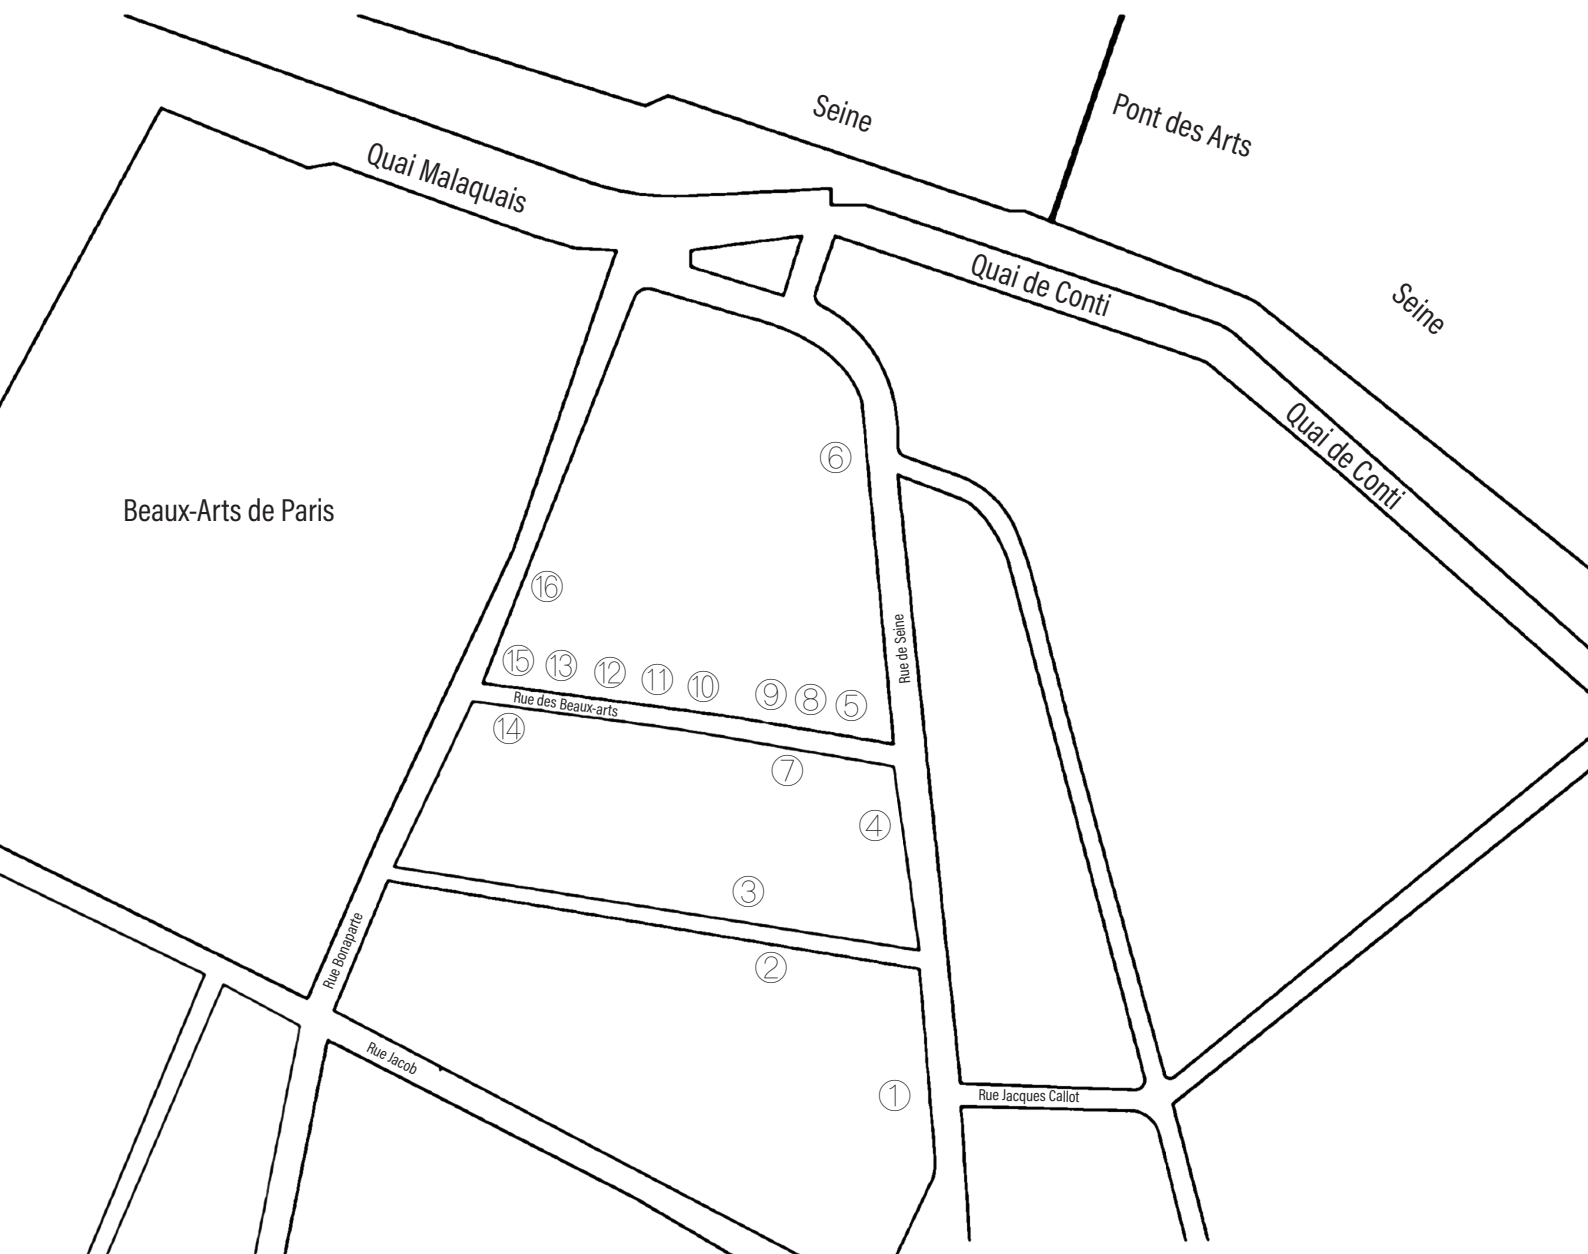 Seine
Pont des Arts
Quai Malaquais
Quai de Conti
Seine
Quai de Conti
⑥
Beaux-Arts de Paris
⑯
Rue de Seine
⑮ ⑬ ⑫ ⑪ ⑩ ⑨ ⑧ ⑤
Rue des Beaux-arts
⑭
⑦
④
③
Rue Bonaparte
②
Rue Jacob
①
Rue Jacques Callot